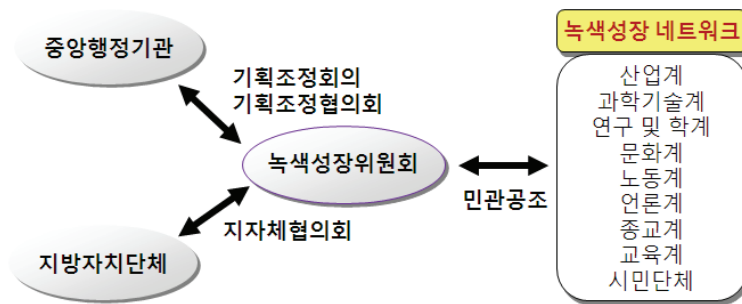 중앙행정기관
기획조정회의
기획조정협의회
녹색성장위원회
지자체협의회
지방자치단체
민관공조
녹색성장 네트워크
산업계
과학기술계
연구 및 학계
문화계
노동계
언론계
종교계
교육계
시민단체